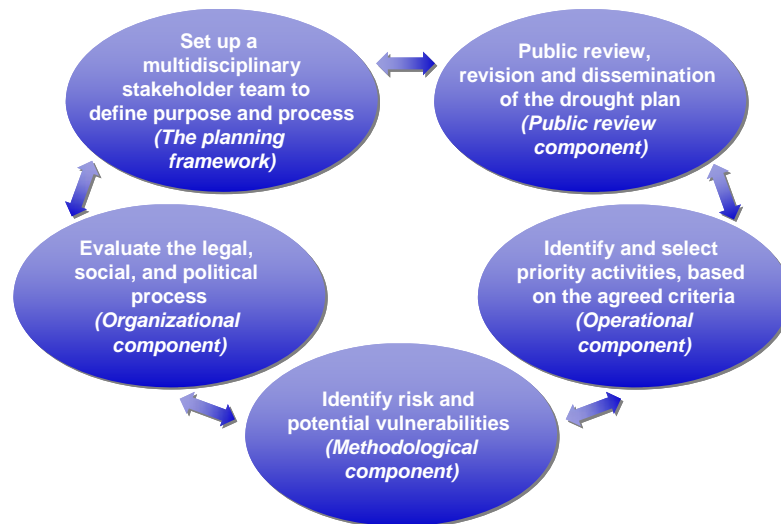 Set up a
multidisciplinary
stakeholder team to
define purpose and process
(The planning
framework)
Public review,
revision and dissemination
of the drought plan
(Public review
component)
Evaluate the legal,
social, and political
process
(Organizational
component)
Identify and select
priority activities, based
on the agreed criteria
(Operational
component)
Identify risk and
potential vulnerabilities
(Methodological
component)